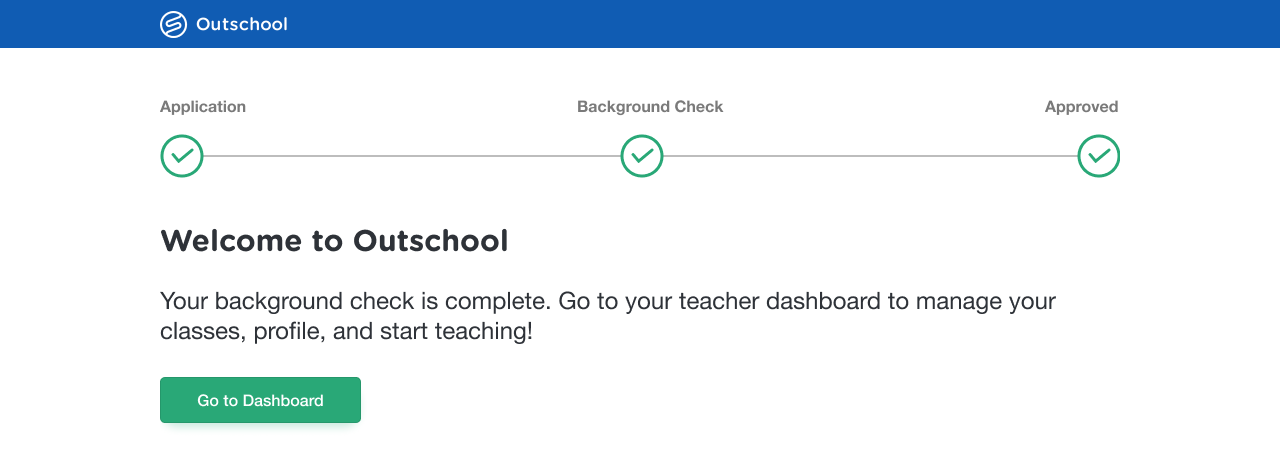 Outschool
Application
Background Check
Approved
Welcome to Outschool
Your background check is complete. Go to your teacher dashboard to manage your
classes, profile, and start teaching!
Go to Dashboard